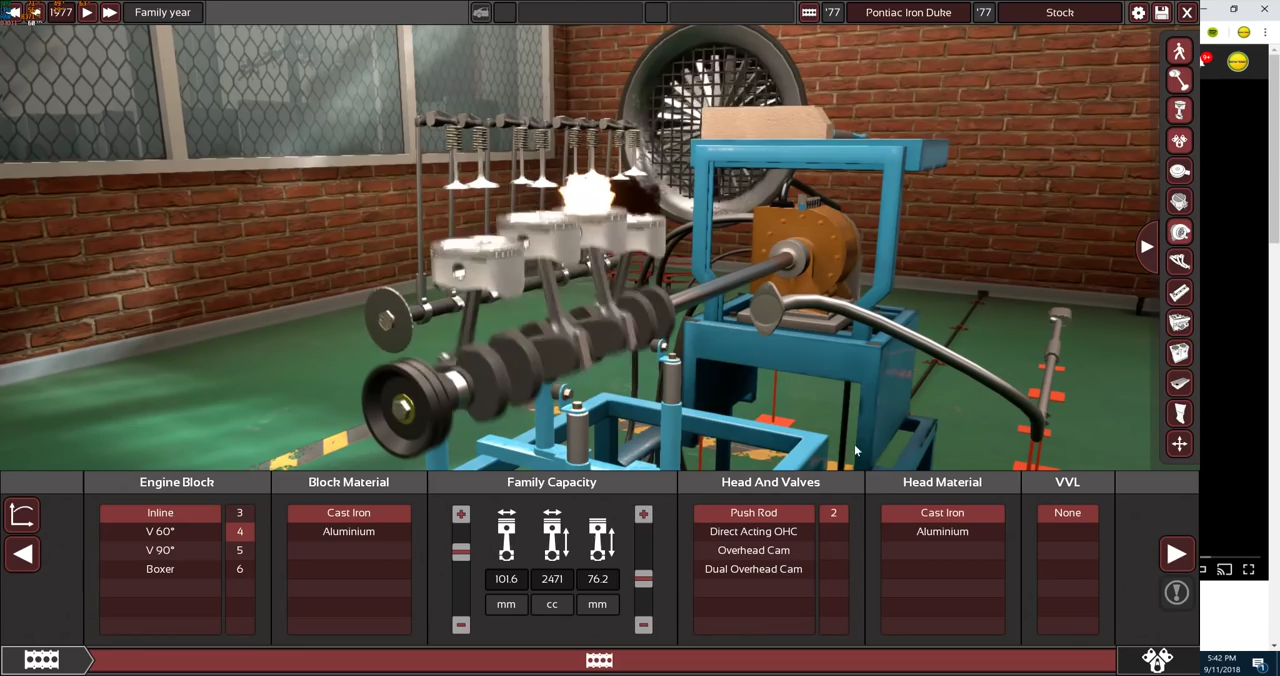 1977
Family year
'77
Pontiac Iron Duke
'77
Stock
9+
Engine Block
Block Material
Family Capacity
Head And Valves
Head Material
VVL
Inline
3
V 60°
4
V 90°
5
Boxer
6
Cast Iron
Aluminium
101.6
2471
76.2
mm
cc
mm
Push Rod
2
Direct Acting OHC
Overhead Cam
Dual Overhead Cam
Cast Iron
Aluminium
None
5:42 PM
9/11/2018